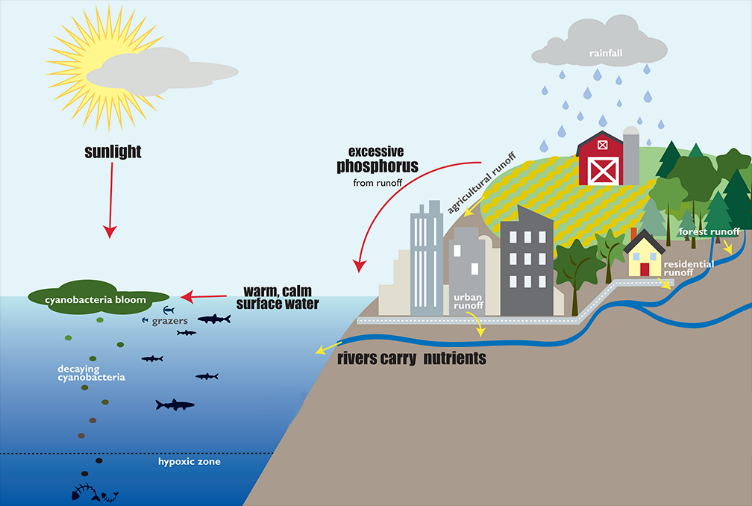 rainfall
sunlight
excessive
phosphorus
from runoff
agricultural runoff
forest runoff
residential
runoff
urban
runoff
warm, calm
surface water
cyanobacteria bloom
grazers
rivers carry nutrients
decaying
cyanobacteria
hypoxic zone